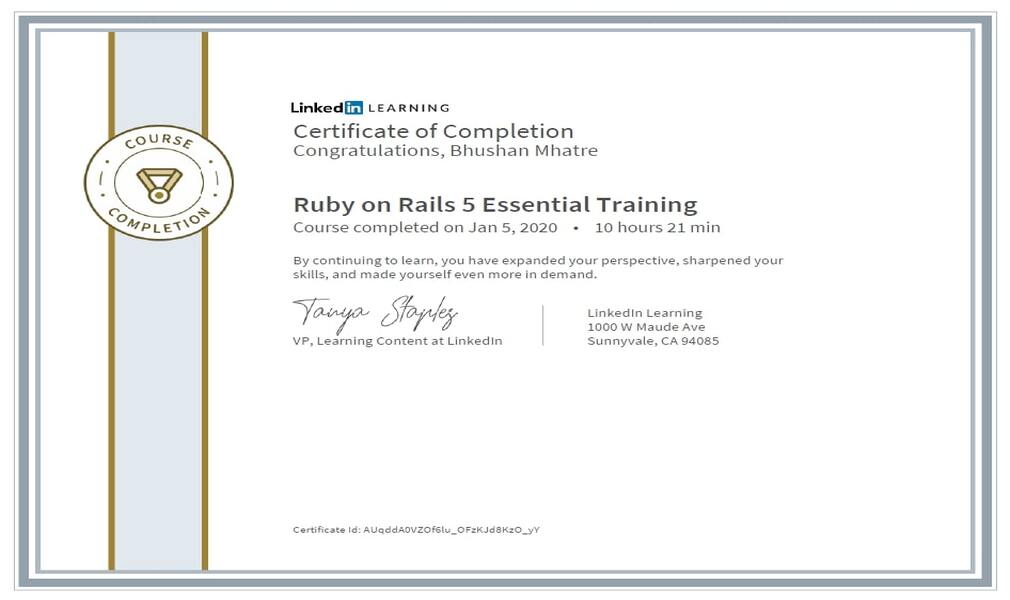 COURSE
COMPLETION
Linked in LEARNING
Certificate of Completion
Congratulations, Bhushan Mhatre
Ruby on Rails 5 Essential Training
Course completed on Jan 5, 2020 • 10 hours 21 min
By continuing to learn, you have expanded your perspective, sharpened your
skills, and made yourself even more in demand.
Tanya Staples
VP, Learning Content at LinkedIn
LinkedIn Learning
1000 W Maude Ave
Sunnyvale, CA 94085
Certificate Id: AUqddA0VZOf6lu_OFzKJd8KzO_yY